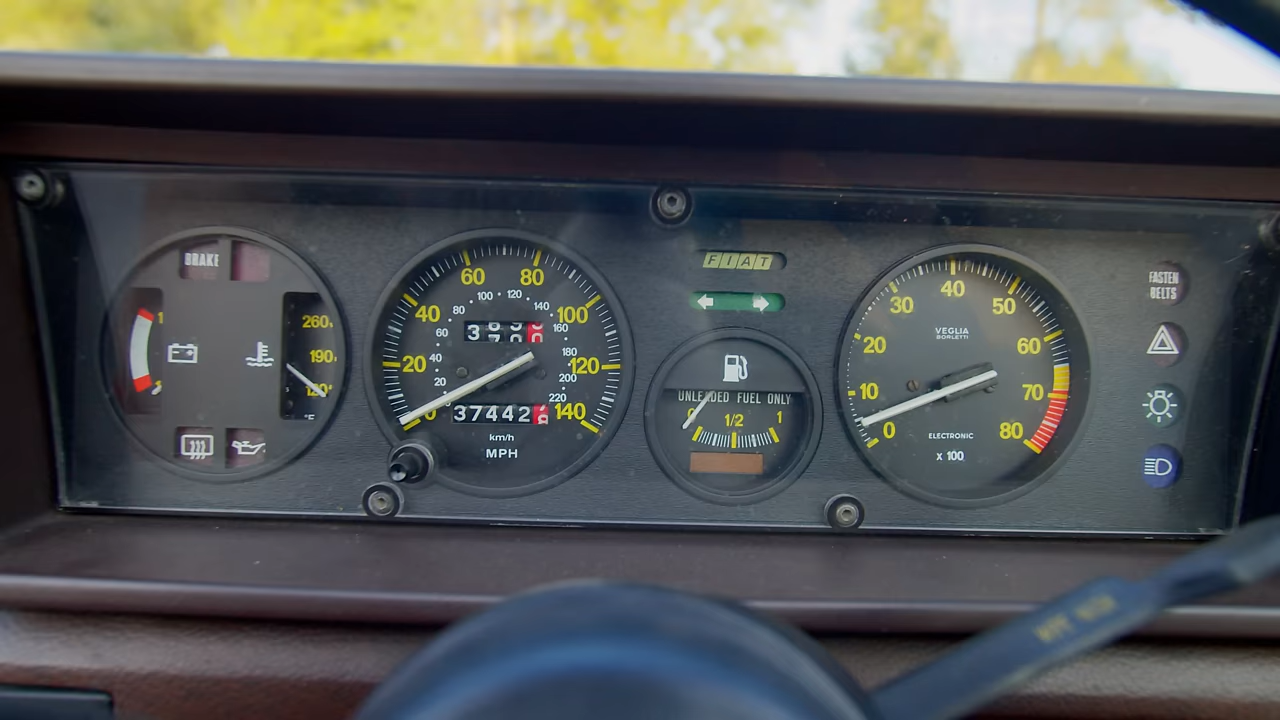 BRAKE
260
190
120
°F
20
40
60
80
100
120
140
0
20
40
60
80
100
120
140
160
180
200
220
37442
km/h
MPH
FIAT
UNLEADED FUEL ONLY
0
1/2
1
0
10
20
30
40
50
60
70
80
VEGLIA
BORLETTI
ELECTRONIC
x 100
FASTEN
BELTS